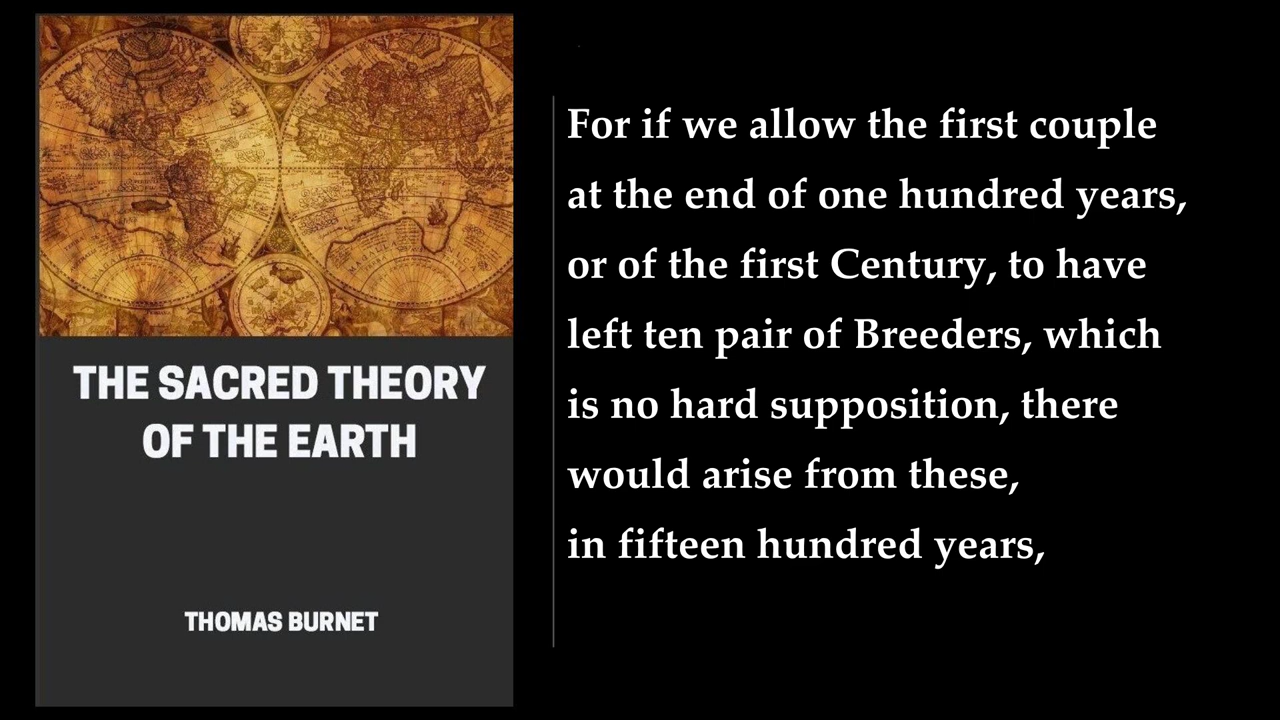 THE SACRED THEORY
OF THE EARTH
THOMAS BURNET
For if we allow the first couple
at the end of one hundred years,
or of the first Century, to have
left ten pair of Breeders, which
is no hard supposition, there
would arise from these,
in fifteen hundred years,